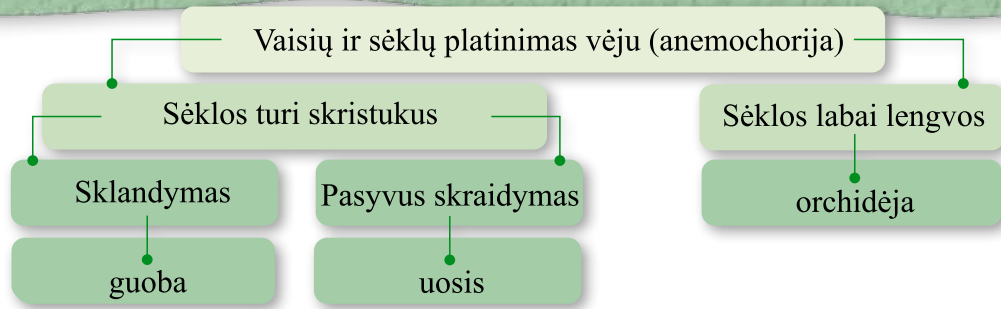 Vaisių ir sėklų platinimas vėju (anemochorija)
Sėklos turi skristukus
Sėklos labai lengvos
Sklandymas
Pasyvus skraidymas
orchidėja
guoba
uosis